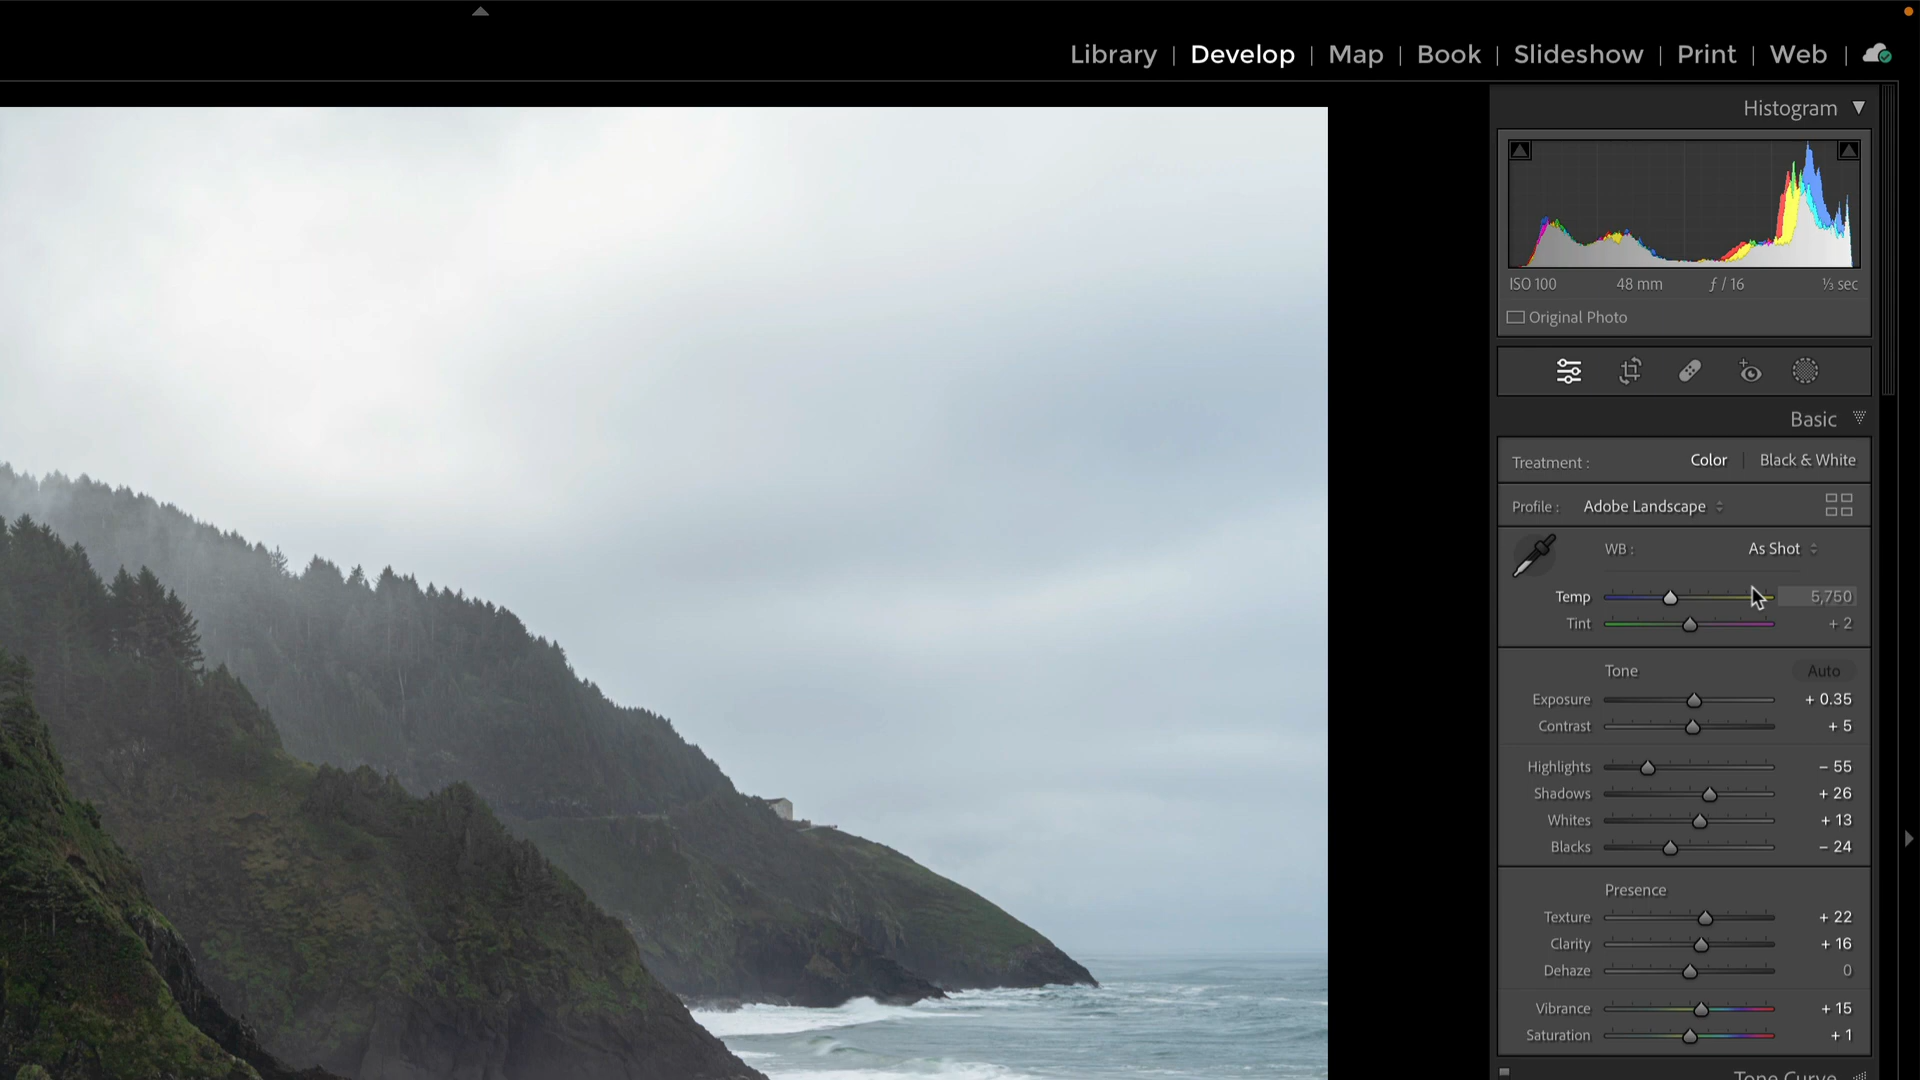 Library | Develop | Map | Book | Slideshow | Print | Web |
Histogram
ISO 100 48 mm ƒ / 16 ⅓ sec
Original Photo
Basic
Treatment : Color Black & White
Profile : Adobe Landscape
WB : As Shot
Temp 5,750
Tint + 2
Tone Auto
Exposure + 0.35
Contrast + 5
Highlights − 55
Shadows + 26
Whites + 13
Blacks − 24
Presence
Texture + 22
Clarity + 16
Dehaze 0
Vibrance + 15
Saturation + 1
Tone Curve